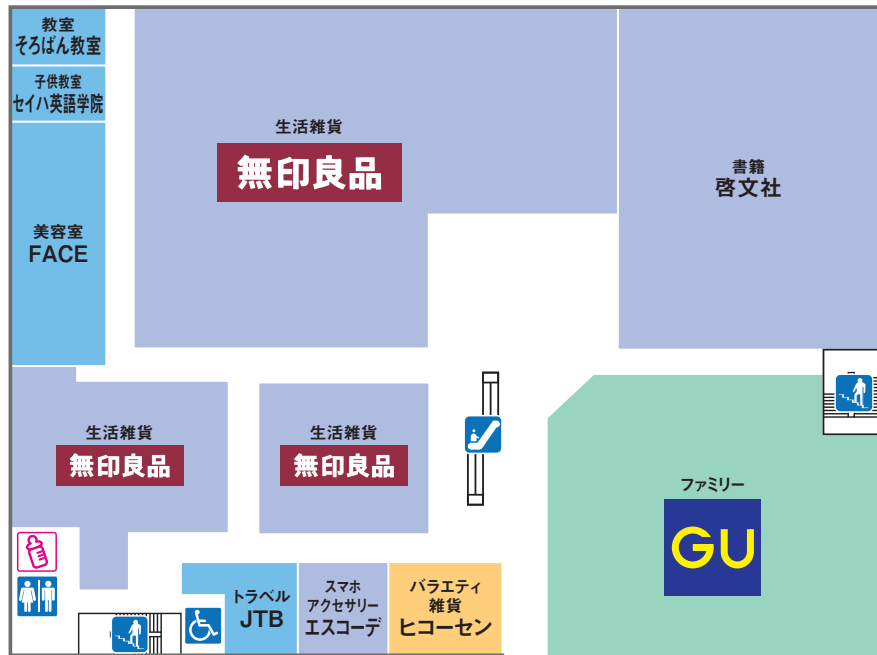 教室
そろばん教室
子供教室
セイハ英語学院
美容室
FACE
生活雑貨
無印良品
書籍
啓文社
生活雑貨
無印良品
生活雑貨
無印良品
ファミリー
GU
トラベル
JTB
スマホ
アクセサリー
エスコーデ
バラエティ
雑貨
ヒコーセン